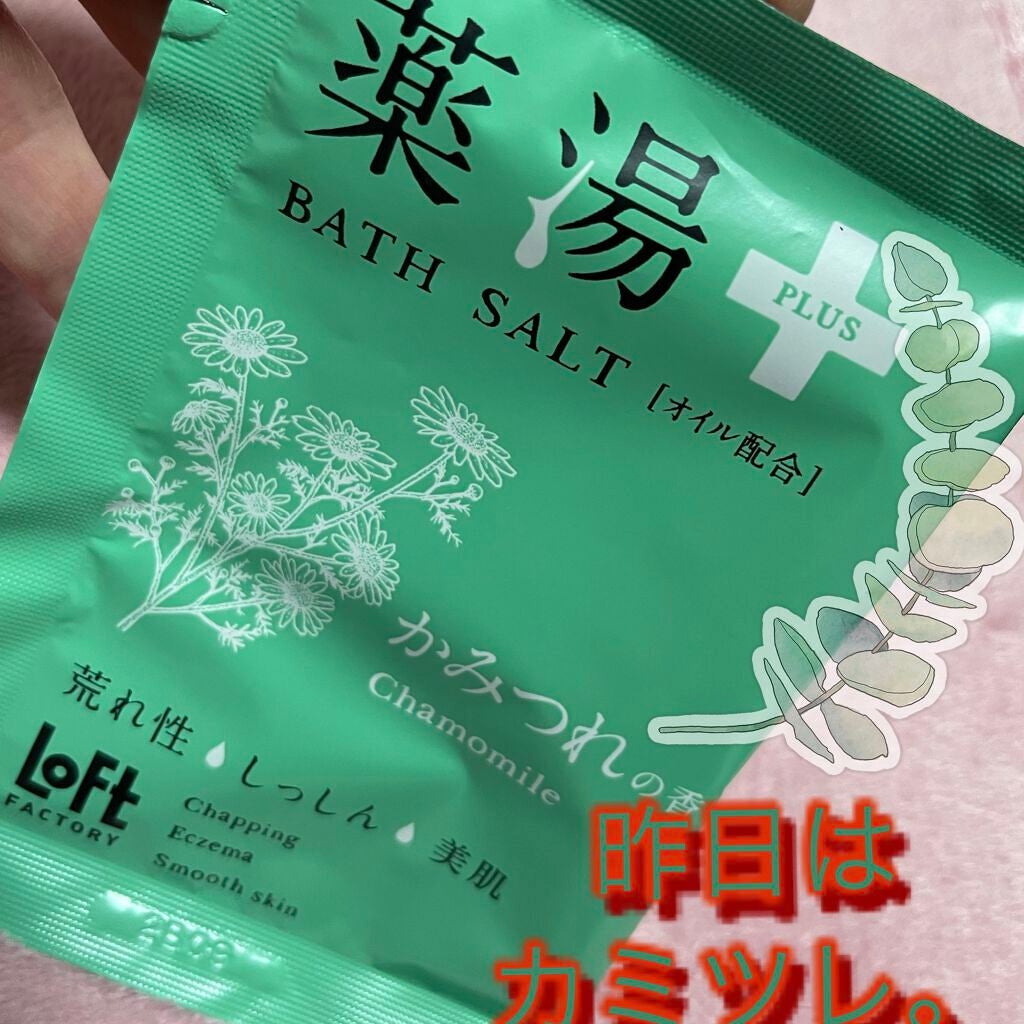 薬湯
BATH SALT
PLUS
[オイル配合]
かみつれの香
Chamomile
荒れ性
しっしん
美肌
Chapping
Eczema
Smooth skin
LOFT
FACTORY
昨日は
カミツレ。